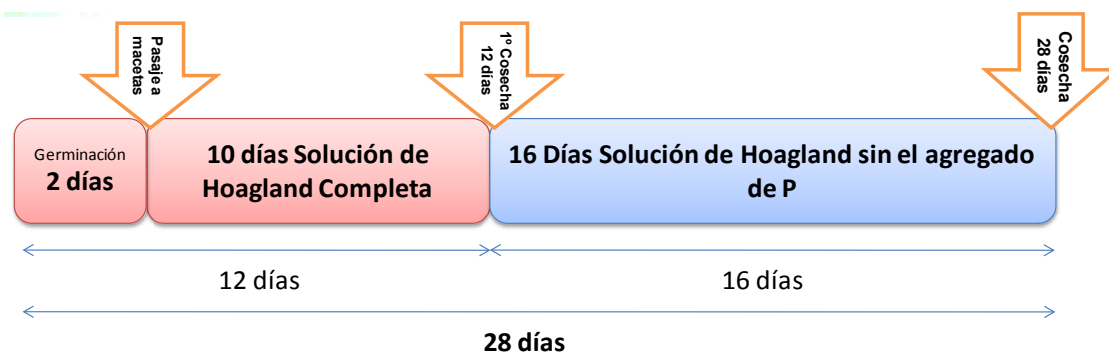 Pasaje a
macetas
1º Cosecha
12 días
Cosecha
28 días
Germinación
2 días
10 días Solución de
Hoagland Completa
16 Días Solución de Hoagland sin el agregado
de P
12 días
16 días
28 días